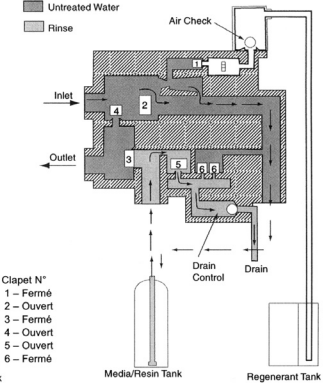 Untreated Water
Rinse
Air Check
1
Inlet
2
4
Outlet
3
5
6 6
Drain
Control
Drain
Clapet N°
1 – Fermé
2 – Ouvert
3 – Fermé
4 – Ouvert
5 – Ouvert
6 – Fermé
Media/Resin Tank
Regenerant Tank